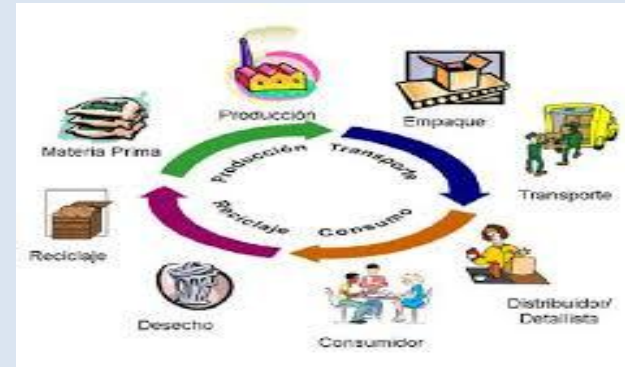 Producción
Empaque
Transporte
Distribuidor/
Detallista
Consumidor
Desecho
Reciclaje
Materia Prima
Producción
Transporte
Consumo
Reciclaje